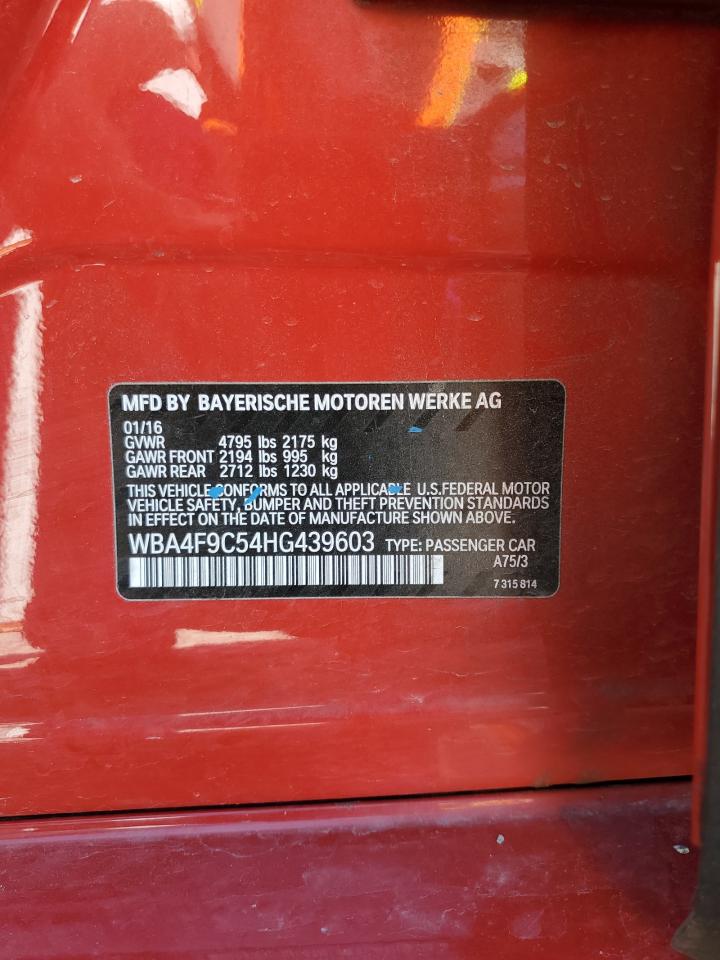 MFD BY BAYERISCHE MOTOREN WERKE AG
01/16
GVWR 4795 lbs 2175 kg
GAWR FRONT 2194 lbs 995 kg
GAWR REAR 2712 lbs 1230 kg
THIS VEHICLE CONFORMS TO ALL APPLICABLE U.S.FEDERAL MOTOR
VEHICLE SAFETY, BUMPER AND THEFT PREVENTION STANDARDS
IN EFFECT ON THE DATE OF MANUFACTURE SHOWN ABOVE.
WBA4F9C54HG439603 TYPE: PASSENGER CAR
A75/3
7 315 814